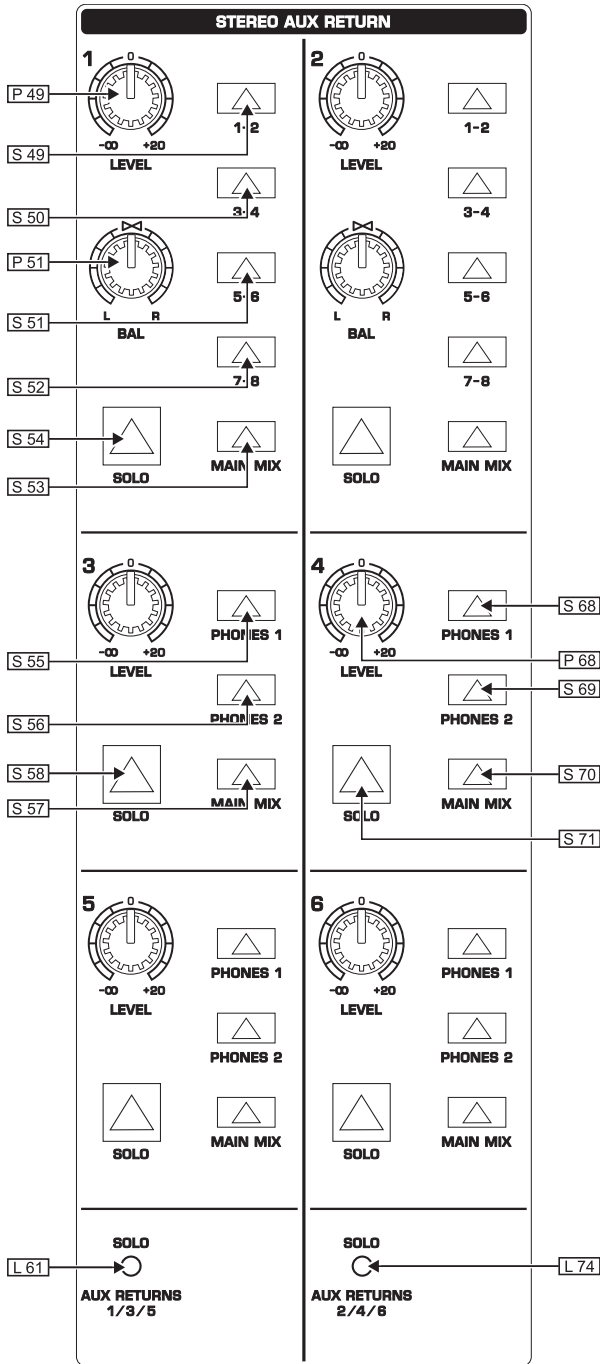 STEREO AUX RETURN
1
0
-∞ +20
LEVEL
1-2
3-4
L R
BAL
5-6
7-8
SOLO
MAIN MIX
2
0
-∞ +20
LEVEL
1-2
3-4
L R
BAL
5-6
7-8
SOLO
MAIN MIX
P 49
S 49
S 50
P 51
S 51
S 52
S 54
S 53
3
0
-∞ +20
LEVEL
PHONES 1
PHONES 2
SOLO
MAIN MIX
S 55
S 56
S 58
S 57
4
0
-∞ +20
LEVEL
PHONES 1
PHONES 2
SOLO
MAIN MIX
S 68
P 68
S 69
S 70
S 71
5
0
-∞ +20
LEVEL
PHONES 1
PHONES 2
SOLO
MAIN MIX
6
0
-∞ +20
LEVEL
PHONES 1
PHONES 2
SOLO
MAIN MIX
L 61
SOLO
AUX RETURNS
1/3/5
SOLO
AUX RETURNS
2/4/6
L 74